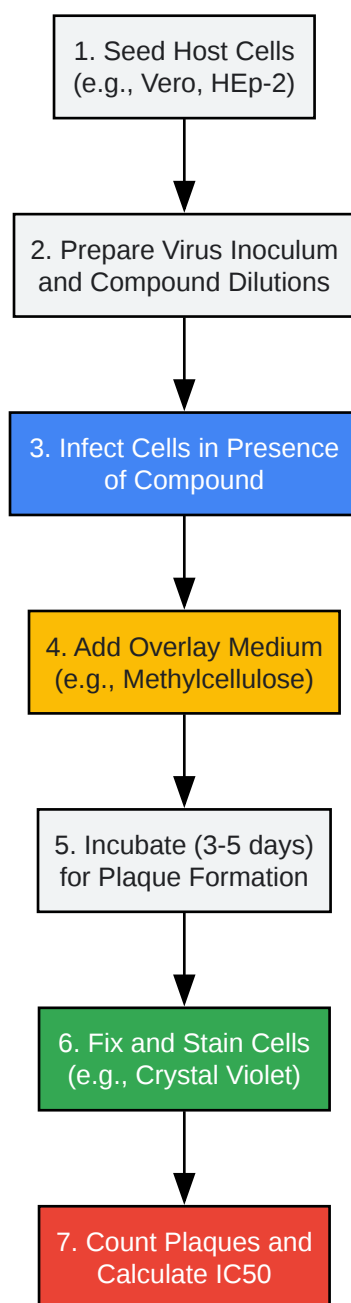 1. Seed Host Cells
(e.g., Vero, HEp-2)
2. Prepare Virus Inoculum
and Compound Dilutions
3. Infect Cells in Presence
of Compound
4. Add Overlay Medium
(e.g., Methylcellulose)
5. Incubate (3-5 days)
for Plaque Formation
6. Fix and Stain Cells
(e.g., Crystal Violet)
7. Count Plaques and
Calculate IC50